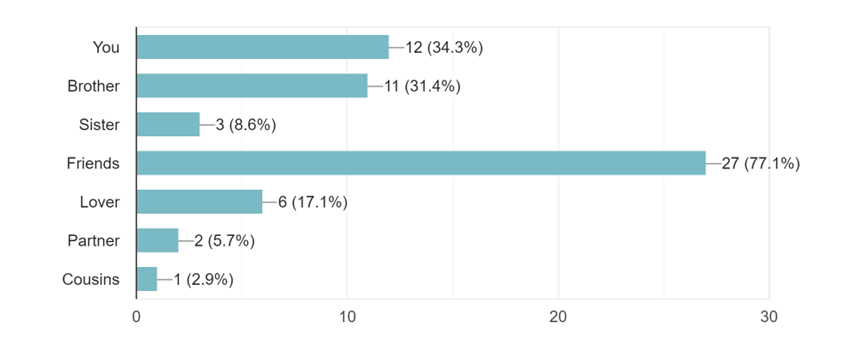 You 12 (34.3%)
Brother 11 (31.4%)
Sister 3 (8.6%)
Friends 27 (77.1%)
Lover 6 (17.1%)
Partner 2 (5.7%)
Cousins 1 (2.9%)
0 10 20 30